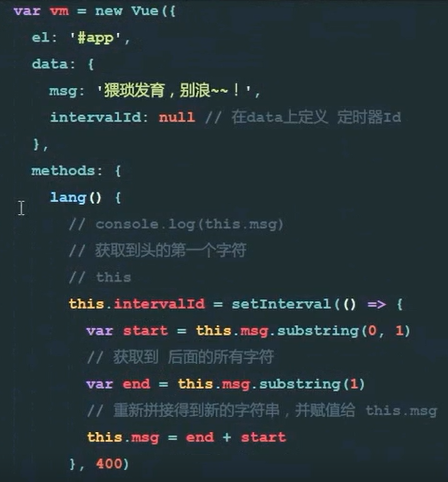 var vm = new Vue({
el: '#app',
data: {
msg: '猥琐发育，别浪~~！',
intervalId: null // 在data上定义 定时器Id
},
methods: {
lang() {
// console.log(this.msg)
// 获取到头的第一个字符
// this
this.intervalId = setInterval(() => {
var start = this.msg.substring(0, 1)
// 获取到 后面的所有字符
var end = this.msg.substring(1)
// 重新拼接得到新的字符串，并赋值给 this.msg
this.msg = end + start
}, 400)